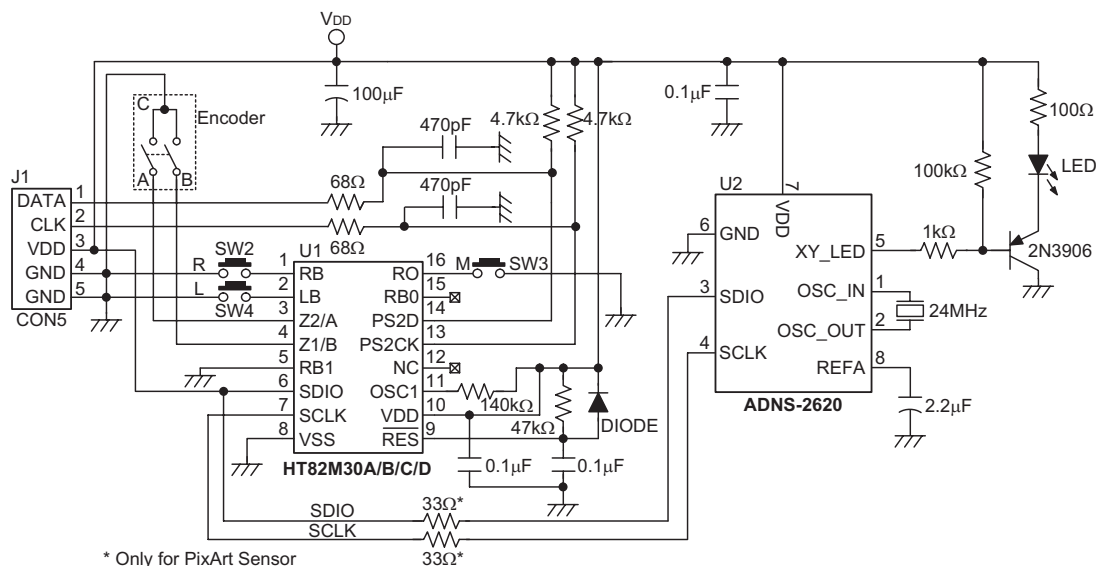 VDD
100µF
C
Encoder
A
B
470pF
470pF
4.7kΩ
4.7kΩ
68Ω
68Ω
J1
DATA 1
CLK 2
VDD 3
GND 4
GND 5
CON5
R
SW2
L
SW4
U1
1 RB
2 LB
3 Z2/A
4 Z1/B
5 RB1
6 SDIO
7 SCLK
8 VSS
RO 16
RB0 15
PS2D 14
PS2CK 13
NC 12
OSC1 11
VDD 10
RES 9
HT82M30A/B/C/D
M
SW3
140kΩ
47kΩ
DIODE
0.1µF
0.1µF
0.1µF
U2
7
VDD
6 GND
3 SDIO
4 SCLK
XY_LED 5
OSC_IN 1
OSC_OUT 2
REFA 8
ADNS-2620
100kΩ
1kΩ
100Ω
LED
2N3906
24MHz
2.2µF
SDIO
33Ω*
SCLK
33Ω*
* Only for PixArt Sensor